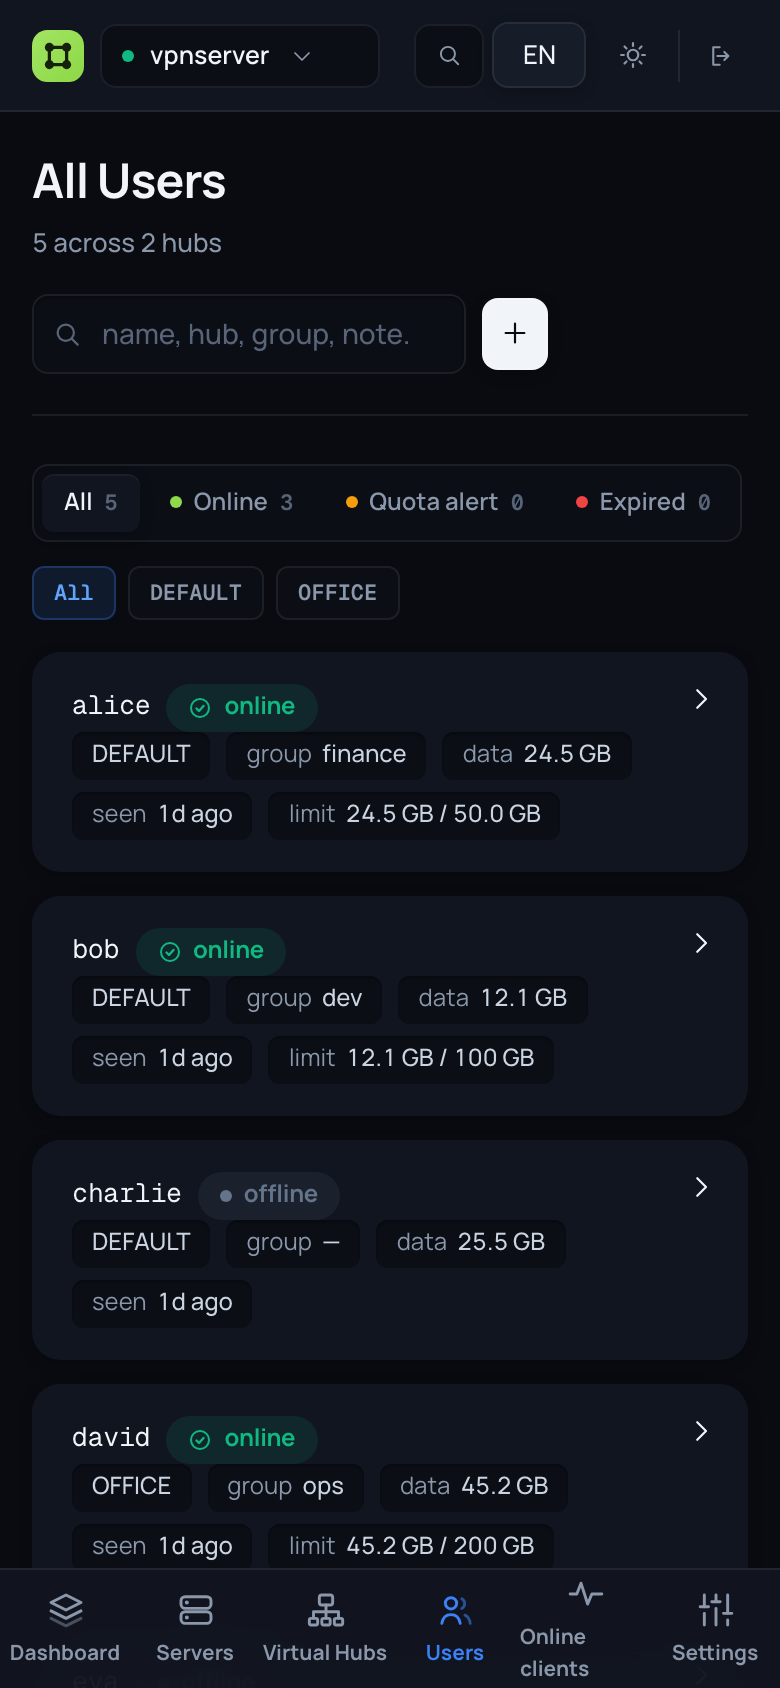 vpnserver EN
All Users
5 across 2 hubs
name, hub, group, note.
All 5 Online 3 Quota alert 0 Expired 0
All DEFAULT OFFICE
alice online
DEFAULT group finance data 24.5 GB
seen 1d ago limit 24.5 GB / 50.0 GB
bob online
DEFAULT group dev data 12.1 GB
seen 1d ago limit 12.1 GB / 100 GB
charlie offline
DEFAULT group — data 25.5 GB
seen 1d ago
david online
OFFICE group ops data 45.2 GB
seen 1d ago limit 45.2 GB / 200 GB
Dashboard Servers Virtual Hubs Users Online clients Settings
eva offline